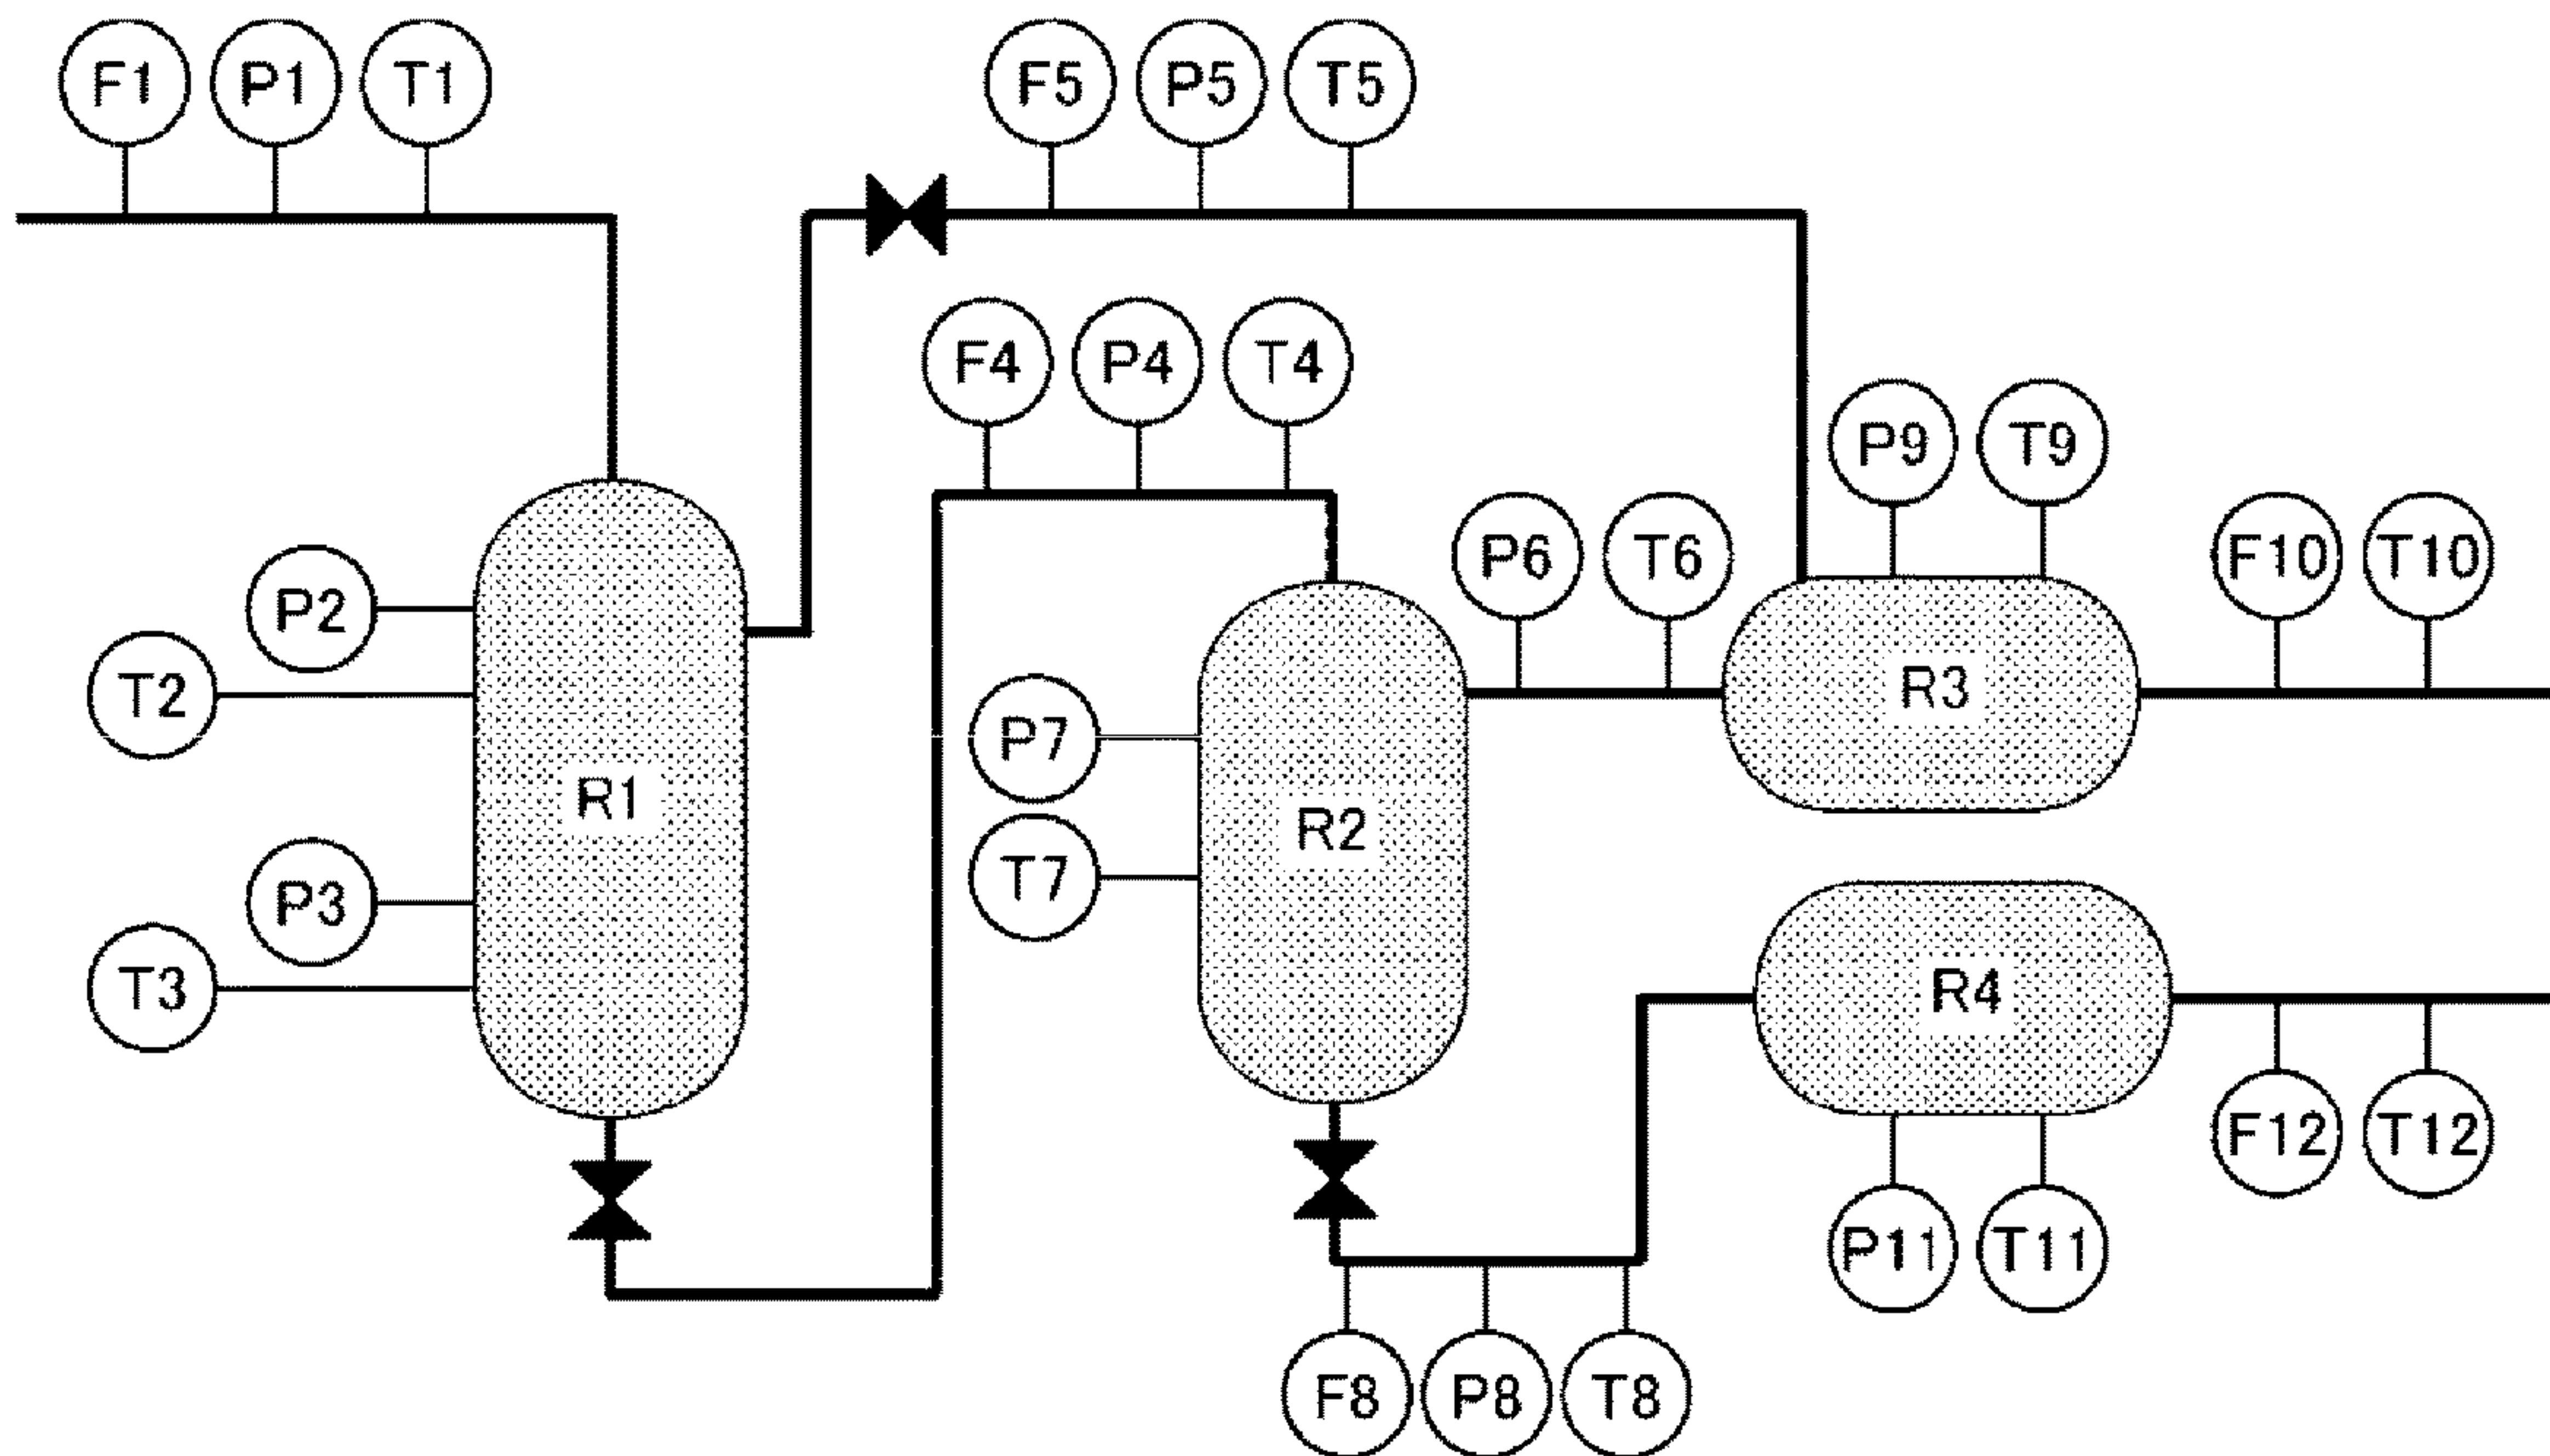 F1 P1 T1 F5 P5 T5
F4 P4 T4
P9 T9
P6 T6 F10 T10
P2
T2 R3
P7
R1
R2
T7
P3
T3 R4
F12 T12
P11 T11
F8 P8 T8